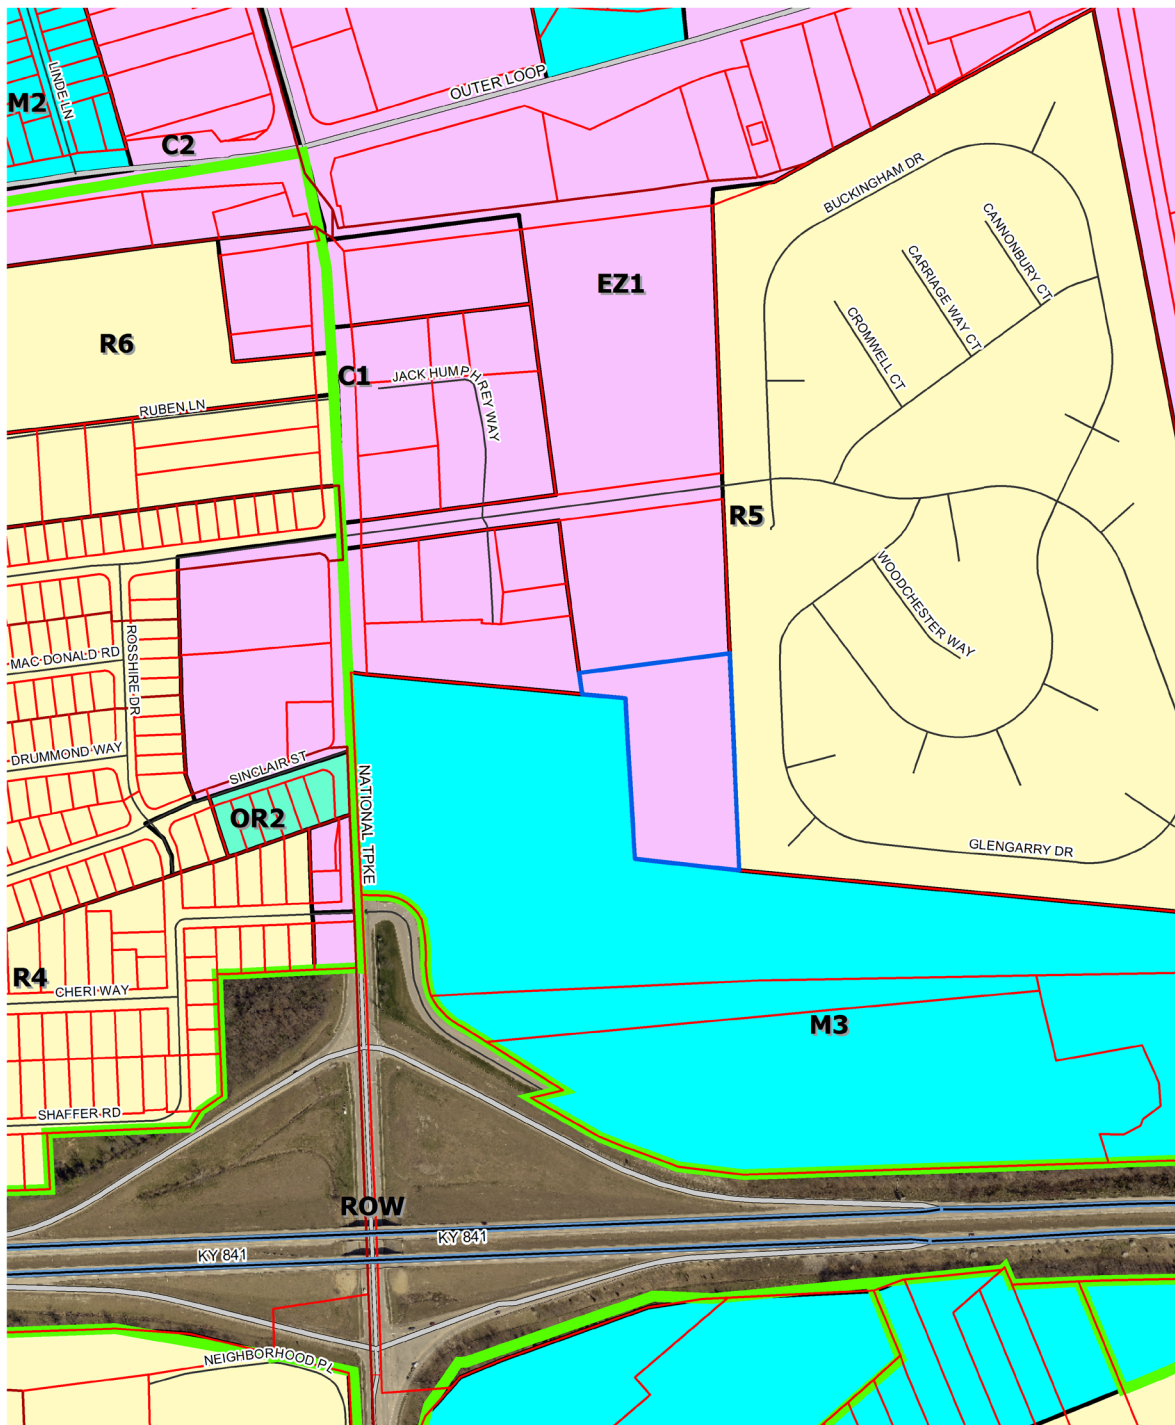 LINDE LN
M2
OUTER LOOP
C2
BUCKINGHAM DR
CANNONBURY CT
CARRIAGE WAY CT
EZ1
CROMWELL CT
R6
C1
JACK HUMPHREY WAY
RUBEN LN
R5
WOODCHESTER WAY
MAC DONALD RD
ROSSHIRE DR
DRUMMOND WAY
SINCLAIR ST
NATIONAL TPKE
OR2
GLENGARRY DR
R4
CHERI WAY
M3
SHAFFER RD
ROW
KY 841
KY 841
NEIGHBORHOOD PL